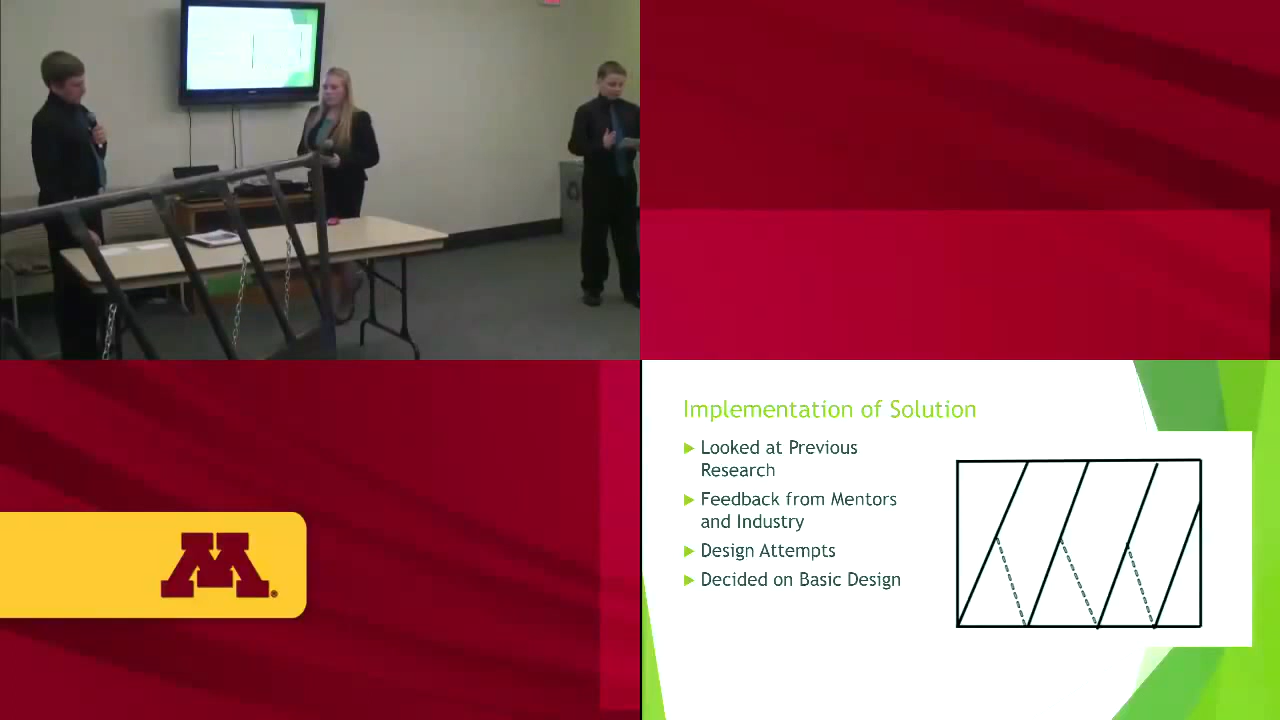 M
Implementation of Solution
Looked at Previous
Research
Feedback from Mentors
and Industry
Design Attempts
Decided on Basic Design